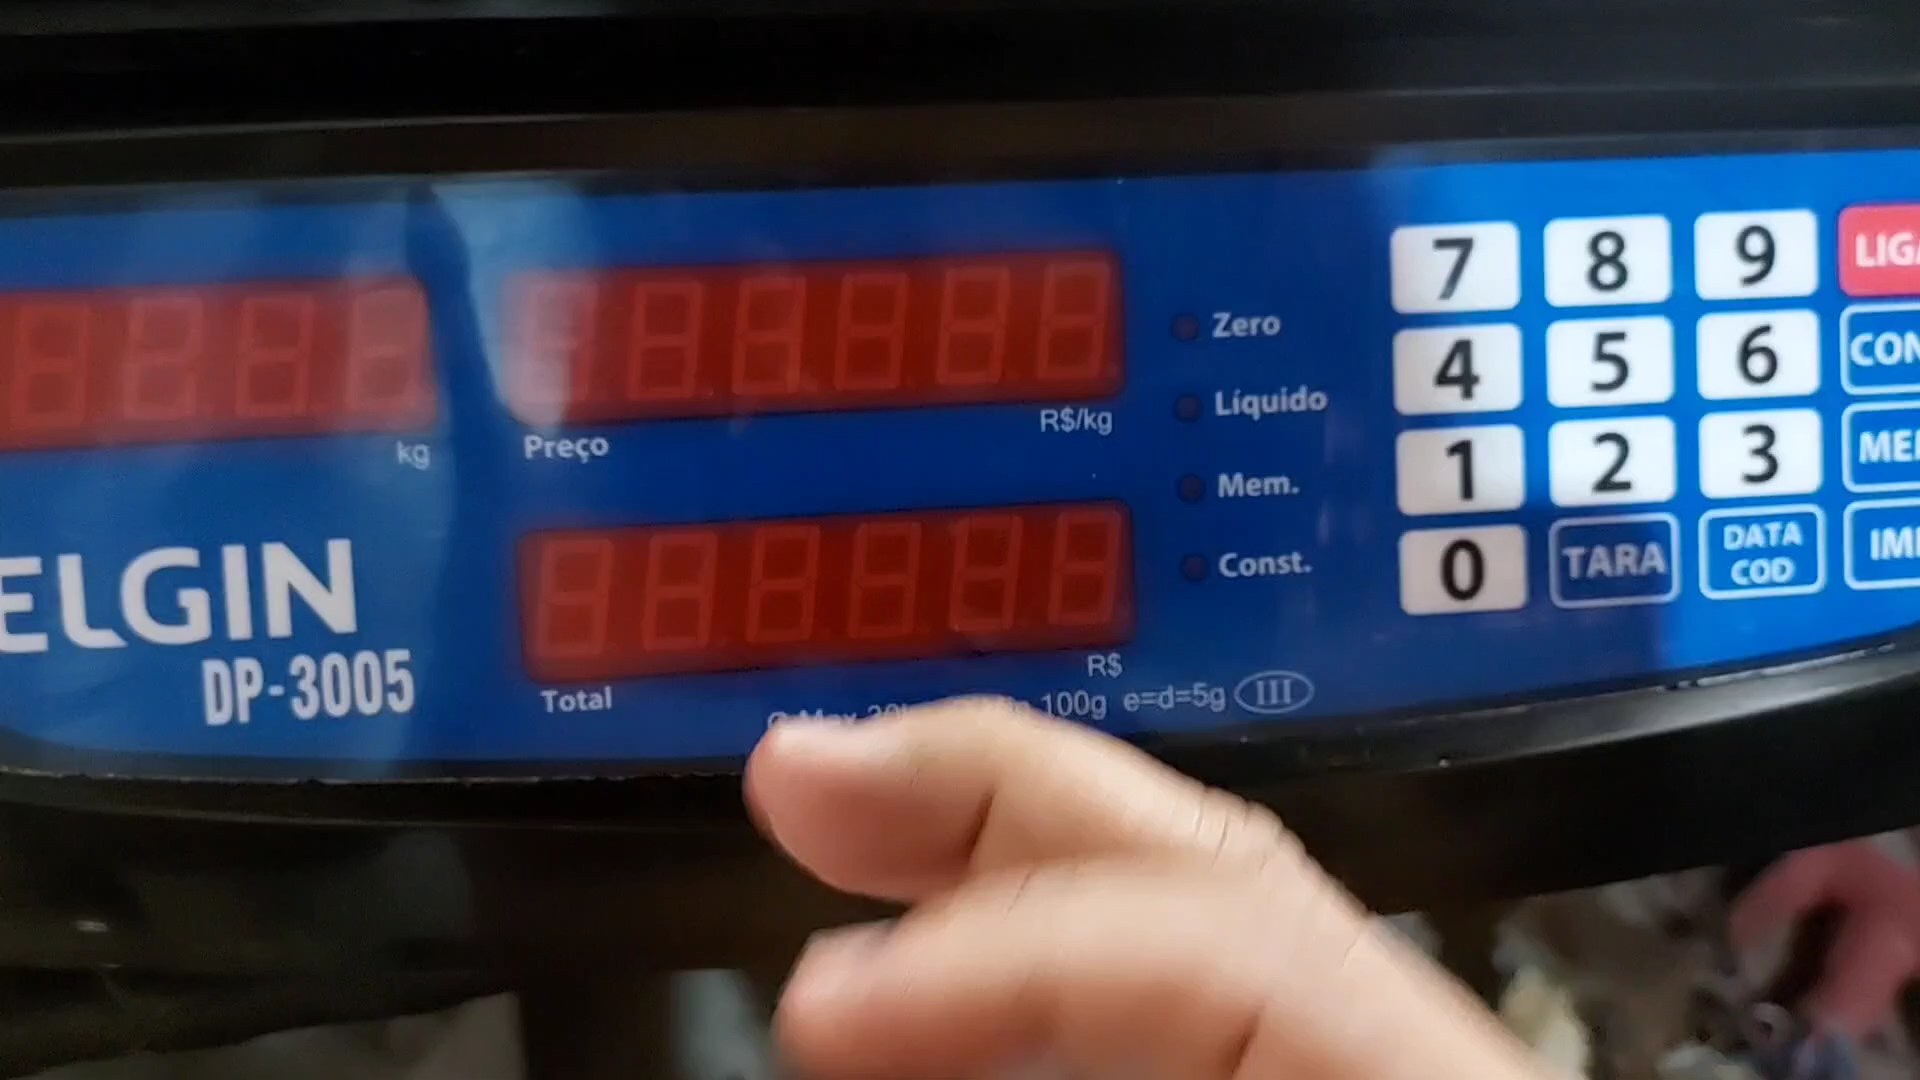 kg
Preço
R$/kg
ELGIN
DP-3005
Total
R$
100g e=d=5g III
Zero
Líquido
Mem.
Const.
7 8 9
4 5 6
1 2 3
0 TARA DATA
COD